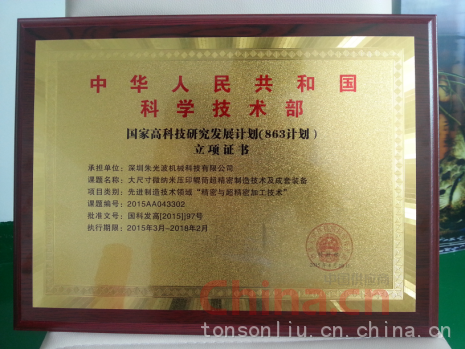 中华人民共和国
科学技术部
国家高科技研究发展计划(863计划)
立项证书
承担单位：深圳朱光波机械科技有限公司
课题名称：大尺寸微纳米压印辊筒超精密制造技术及成套装备
项目类别：先进制造技术领域“精密与超精密加工技术”
课题编号：2015AA043302
批准文号：国科发高[2015]97号
执行期限：2015年3月-2018年2月
China.cn
中国供应商
tonsonliu.cn.china.cn